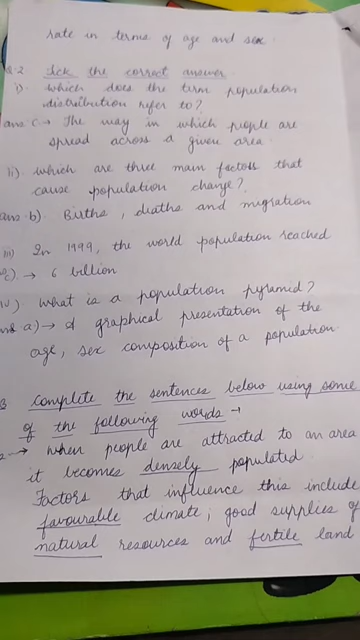 rate in terms of age and sex.
Q.2 Tick the correct answer
i). which does the term population
distribution refer to?
ans. c → The way in which people are
spread across a given area.
ii). which are three main factors that
cause population change?
ans. b). Births, deaths and migration
iii) In 1999, the world population reached
c). → 6 billion
iv). what is a population pyramid?
ans a) → A graphical presentation of the
age, sex composition of a population.
3 Complete the sentences below using some
of the following words →
→ when people are attracted to an area
it becomes densely populated.
Factors that influence this include
favourable climate, good supplies of
natural resources and fertile land